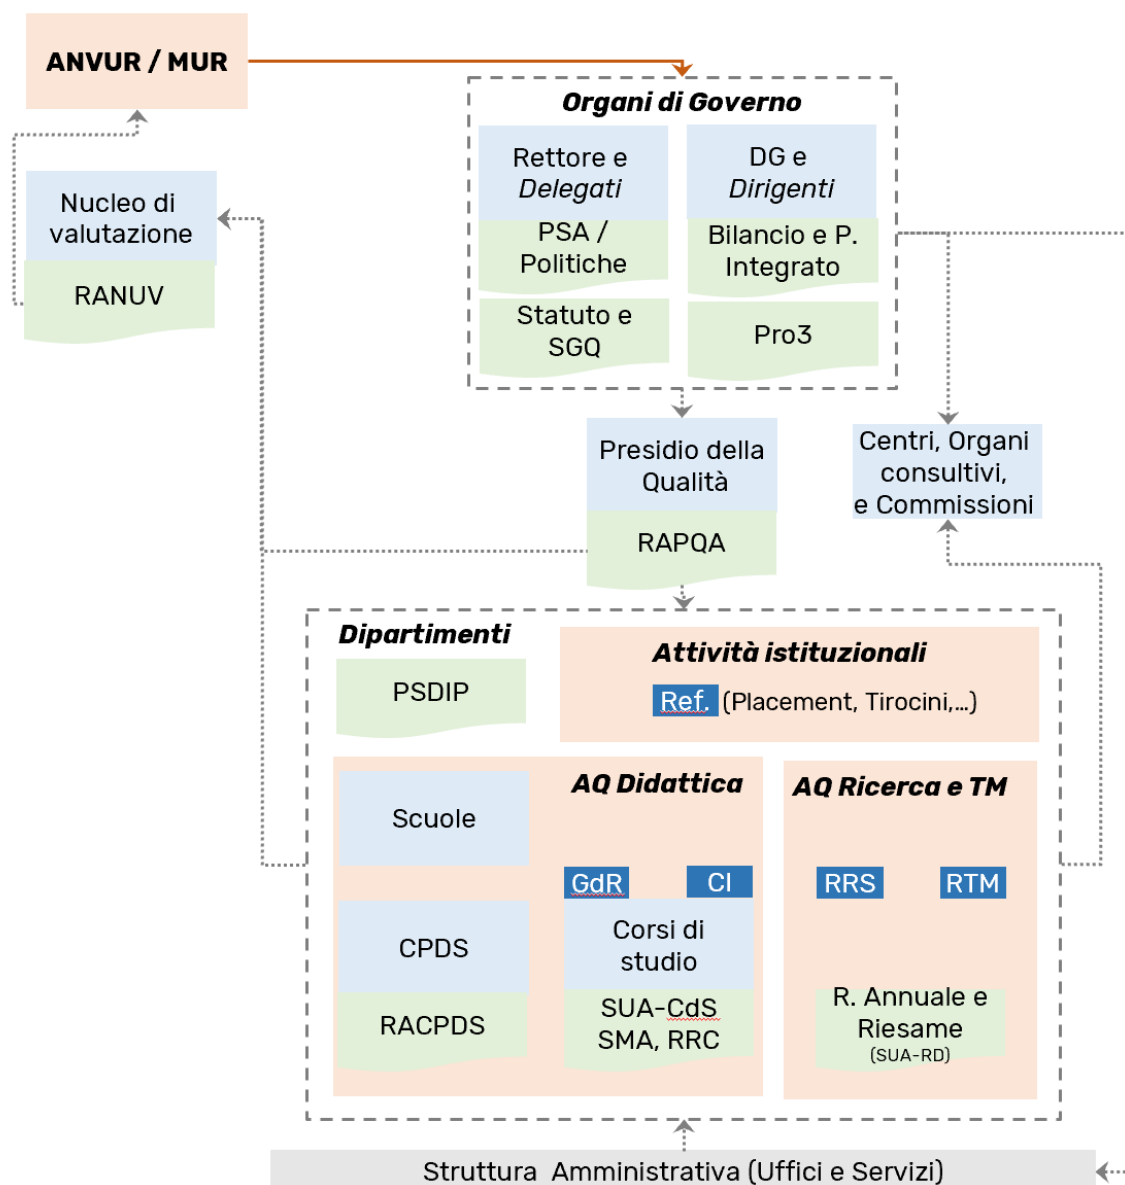 ANVUR / MUR
Organi di Governo
Rettore e
Delegati
DG e
Dirigenti
PSA /
Politiche
Bilancio e P.
Integrato
Statuto e
SGQ
Pro3
Nucleo di
valutazione
RANUV
Presidio della
Qualità
RAPQA
Centri, Organi
consultivi,
e Commissioni
Dipartimenti
PSDIP
Attività istituzionali
Ref. (Placement, Tirocini,...)
AQ Didattica
Scuole
GdR
CI
CPDS
Corsi di
studio
RACPDS
SUA-CdS
SMA, RRC
AQ Ricerca e TM
RRS
RTM
R. Annuale e
Riesame
(SUA-RD)
Struttura Amministrativa (Uffici e Servizi)